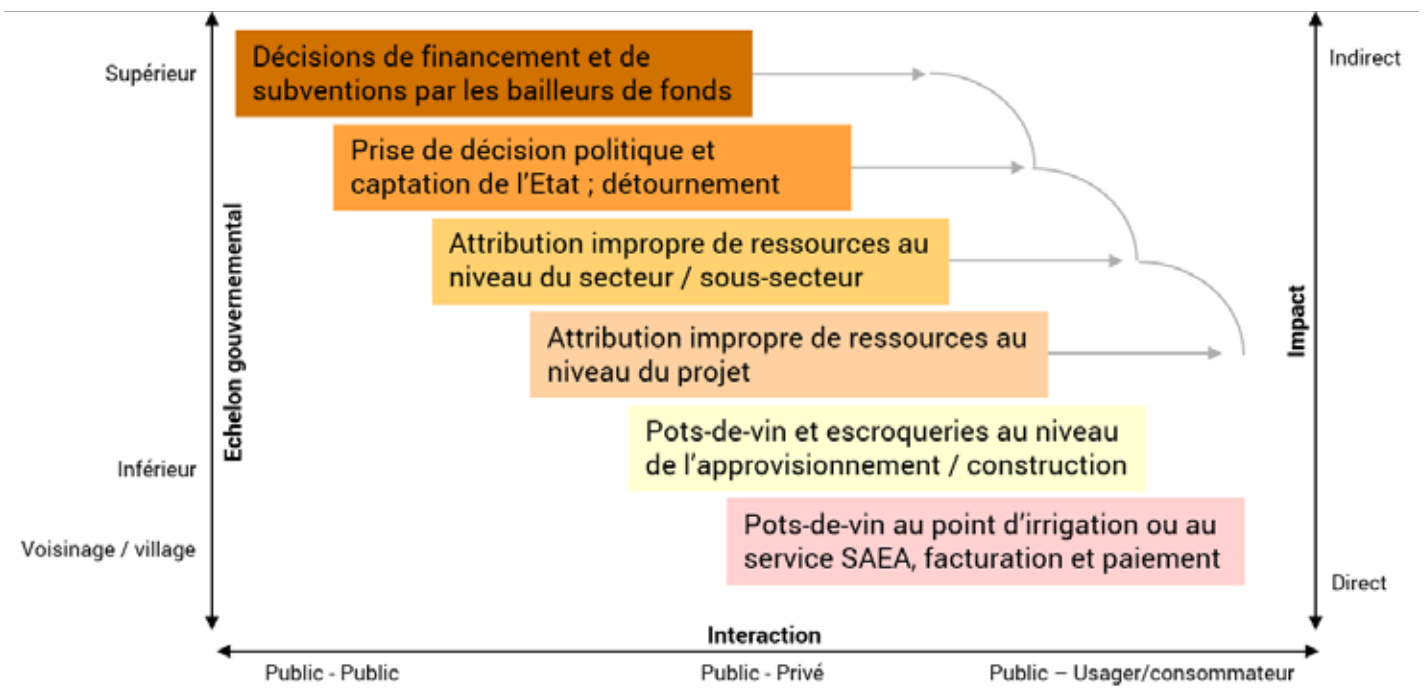 Supérieur
Décisions de financement et de
subventions par les bailleurs de fonds
Indirect
Prise de décision politique et
captation de l'Etat ; détournement
Attribution impropre de ressources au
niveau du secteur / sous-secteur
Echelon gouvernemental
Impact
Attribution impropre de ressources au
niveau du projet
Pots-de-vin et escroqueries au niveau
de l'approvisionnement / construction
Inférieur
Pots-de-vin au point d'irrigation ou au
service SAEA, facturation et paiement
Voisinage / village
Direct
Interaction
Public - Public
Public - Privé
Public – Usager/consommateur